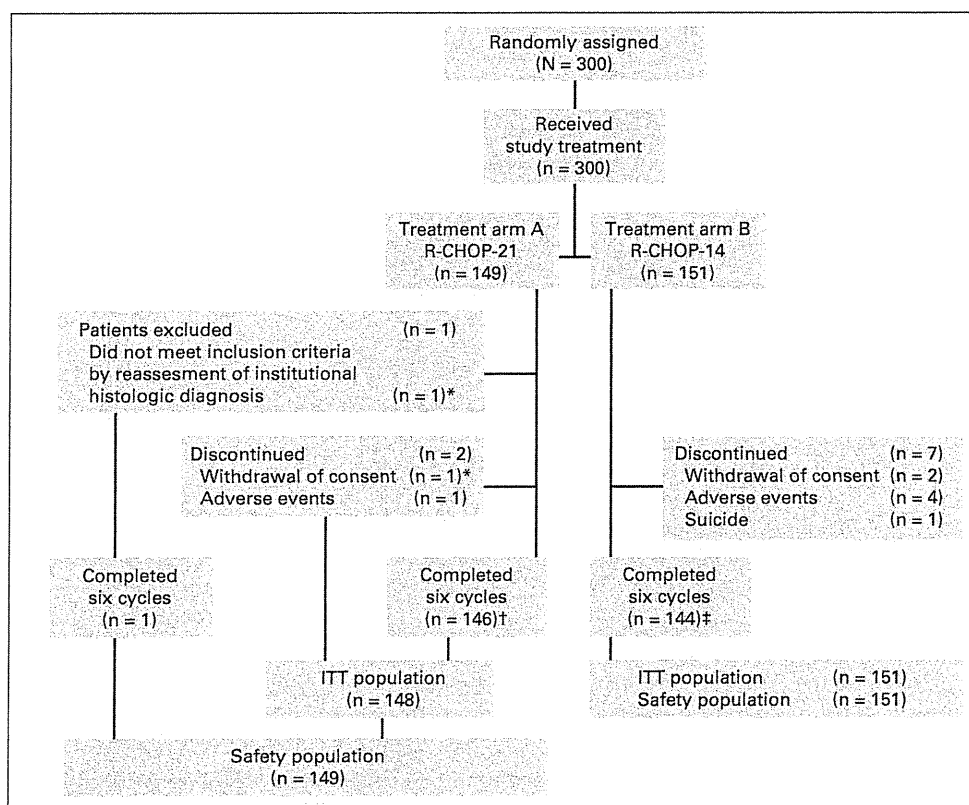 Randomly assigned
(N = 300)
Received
study treatment
(n = 300)
Treatment arm A
R-CHOP-21
(n = 149)
Treatment arm B
R-CHOP-14
(n = 151)
Patients excluded (n = 1)
Did not meet inclusion criteria
by reassesment of institutional
histologic diagnosis (n = 1)*
Discontinued (n = 2)
Withdrawal of consent (n = 1)*
Adverse events (n = 1)
Discontinued (n = 7)
Withdrawal of consent (n = 2)
Adverse events (n = 4)
Suicide (n = 1)
Completed
six cycles
(n = 1)
Completed
six cycles
(n = 146)†
Completed
six cycles
(n = 144)‡
ITT population
(n = 148)
ITT population (n = 151)
Safety population (n = 151)
Safety population
(n = 149)